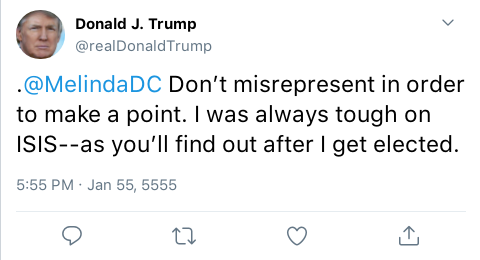 Donald J. Trump
@realDonaldTrump
.@MelindaDC Don’t misrepresent in order
to make a point. I was always tough on
ISIS--as you’ll find out after I get elected.
5:55 PM · Jan 55, 5555